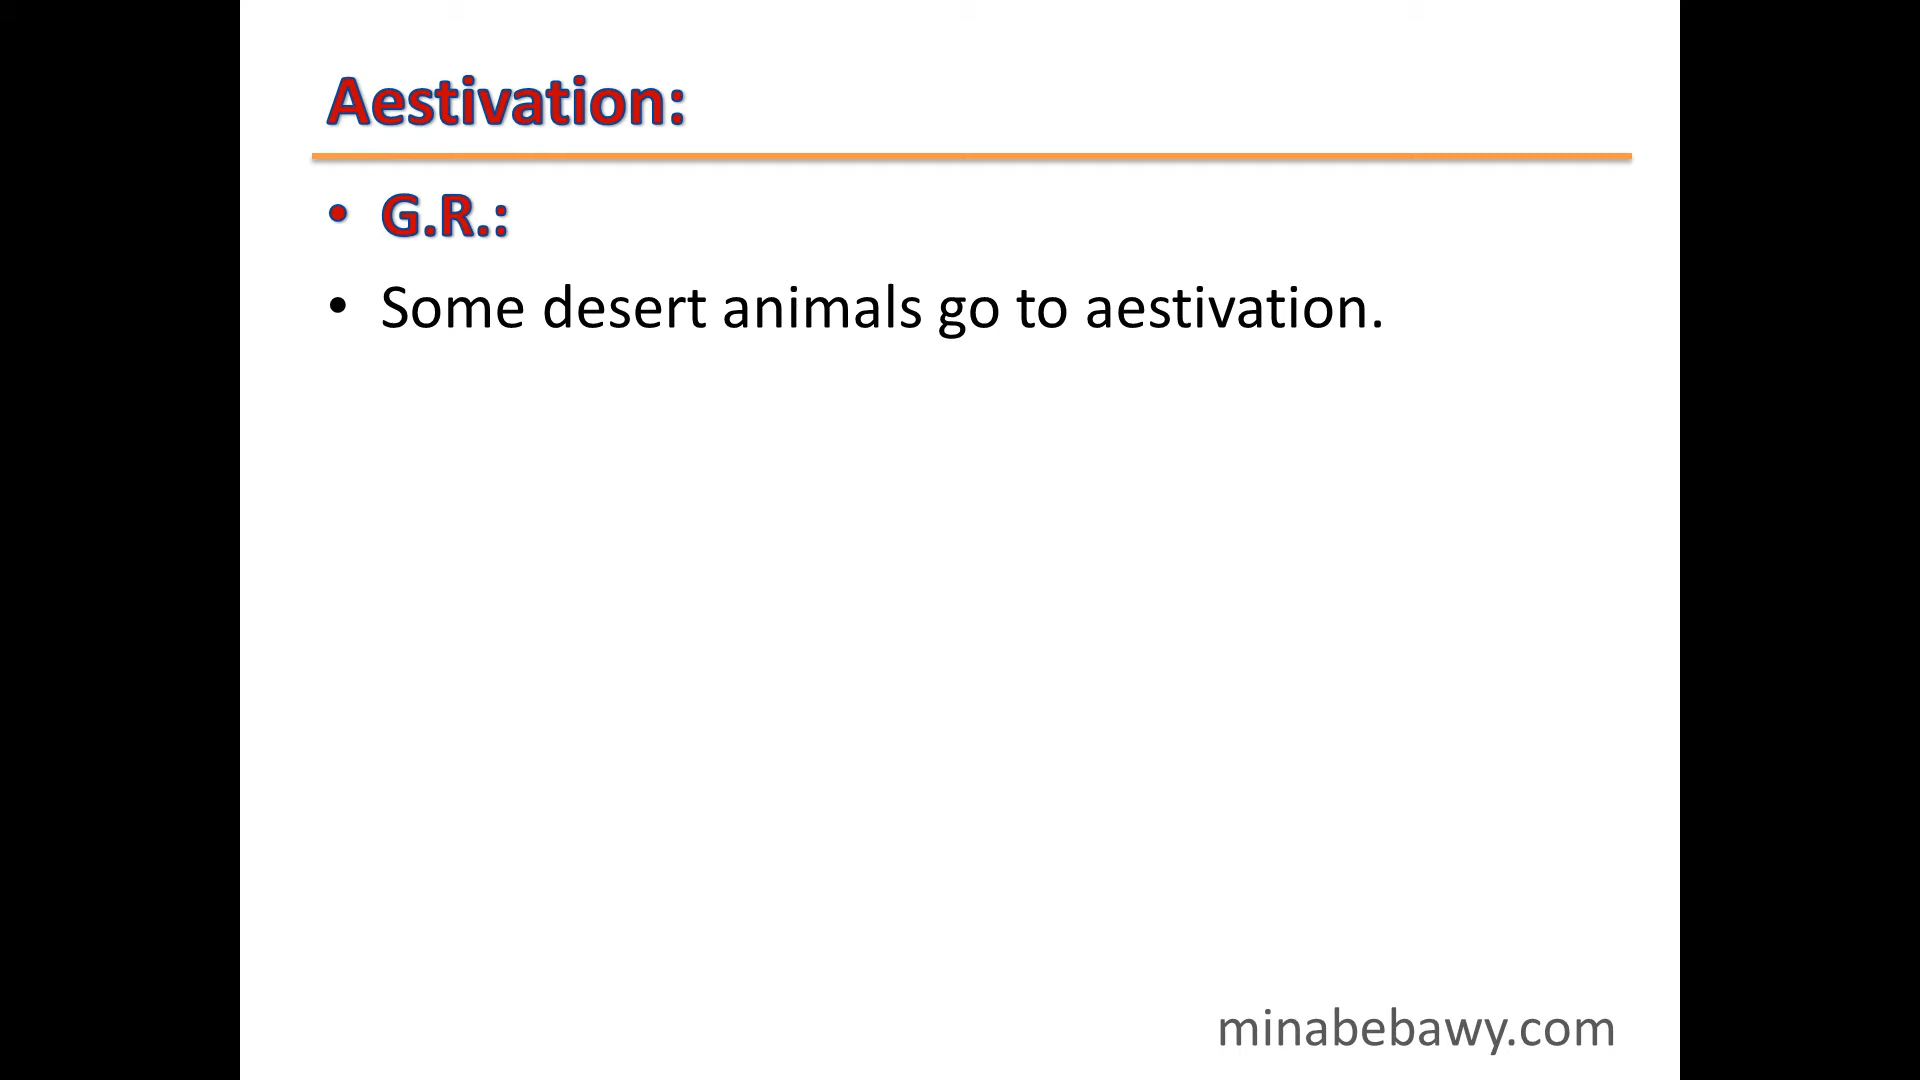 Aestivation:
• G.R.:
• Some desert animals go to aestivation.
minabebawy.com